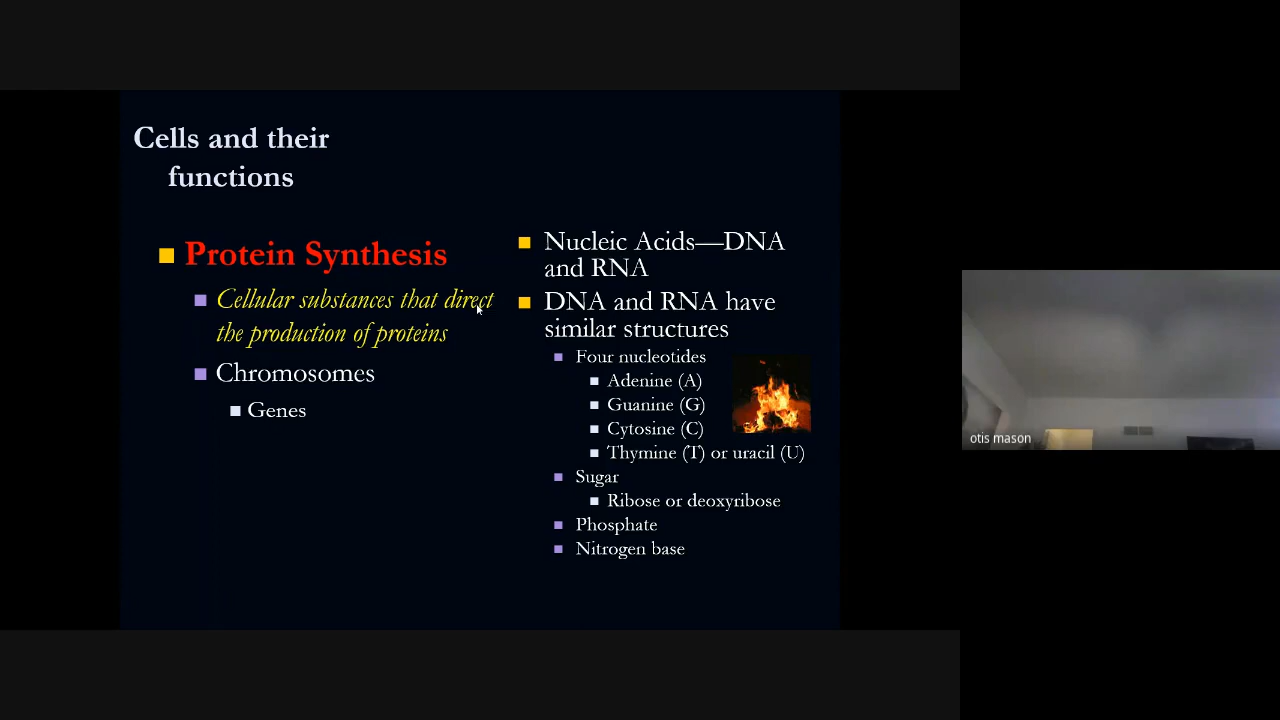 Cells and their
functions
Protein Synthesis
Cellular substances that direct
the production of proteins
Chromosomes
Genes
Nucleic Acids—DNA
and RNA
DNA and RNA have
similar structures
Four nucleotides
Adenine (A)
Guanine (G)
Cytosine (C)
Thymine (T) or uracil (U)
Sugar
Ribose or deoxyribose
Phosphate
Nitrogen base
otis mason